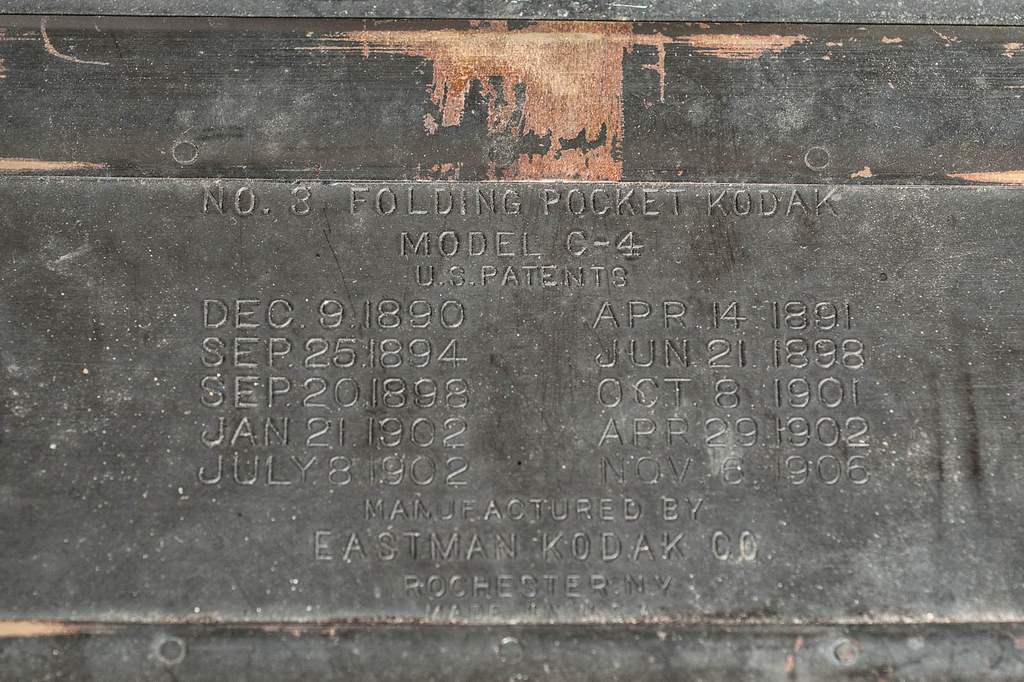 NO. 3 FOLDING POCKET KODAK
MODEL C-4
U.S. PATENTS
DEC. 9. 1890 APR. 14 1891
SEP. 25. 1894 JUN 21. 1898
SEP. 20. 1898 OCT. 8. 1901
JAN 21. 1902 APR 29. 1902
JULY 8 1902 NOV 6 1906
MANUFACTURED BY
EASTMAN KODAK CO.
ROCHESTER. N.Y.
MADE IN